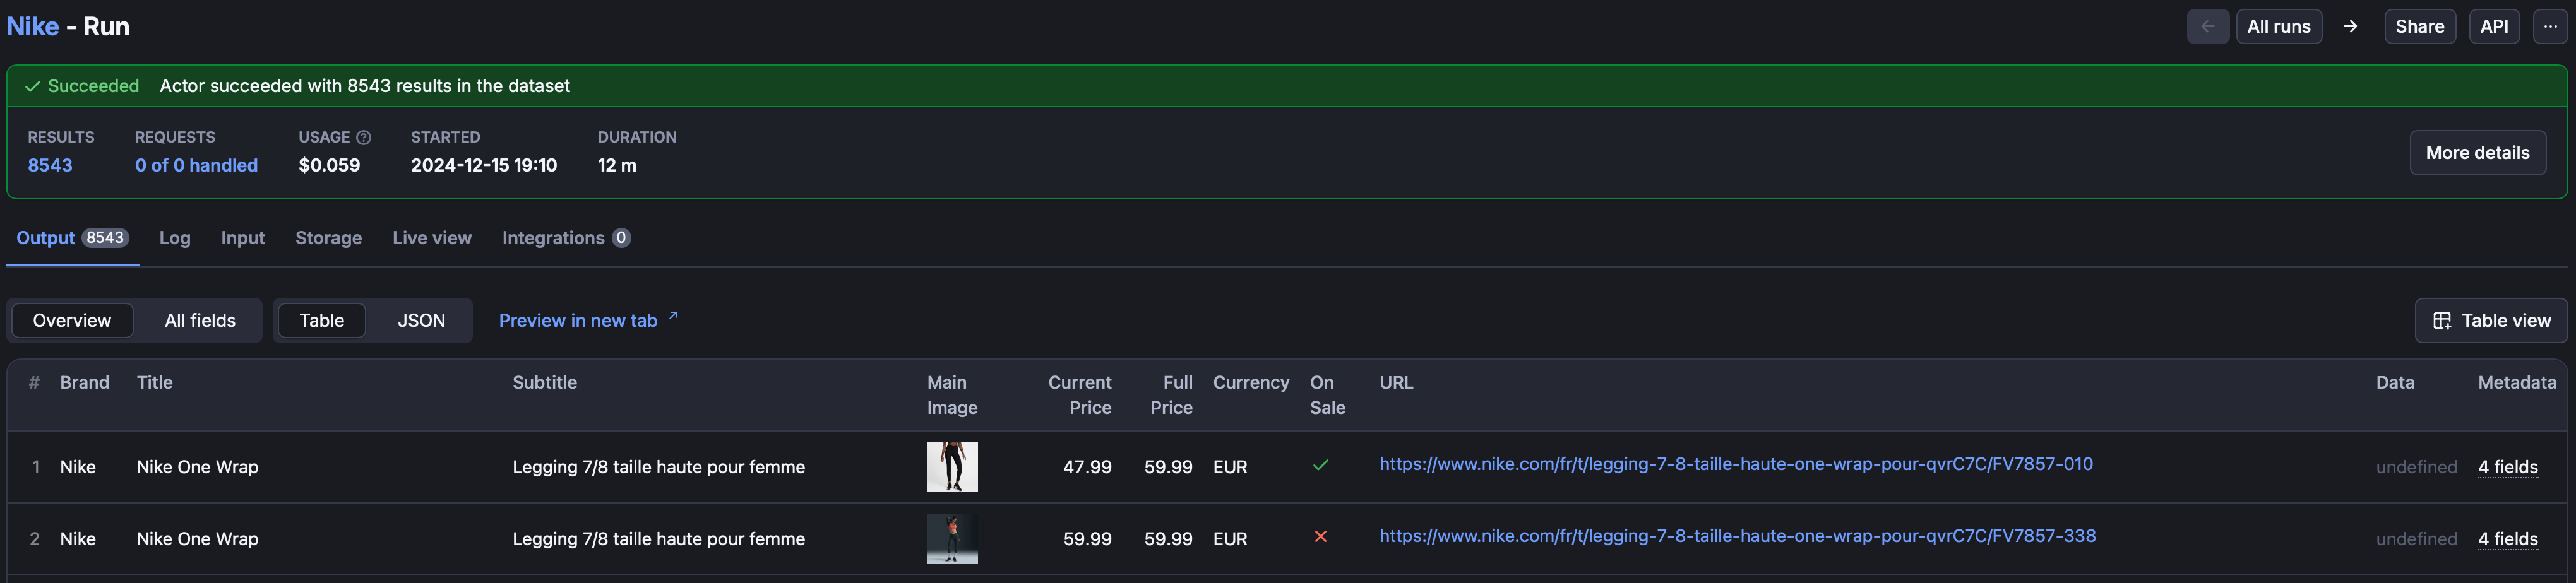 Nike - Run
All runs
Share
API
Succeeded Actor succeeded with 8543 results in the dataset
RESULTS REQUESTS USAGE STARTED DURATION
8543 0 of 0 handled $0.059 2024-12-15 19:10 12 m
More details
Output 8543 Log Input Storage Live view Integrations 0
Overview All fields Table JSON Preview in new tab
Table view
# Brand Title Subtitle Main Image Current Price Full Price Currency On Sale URL Data Metadata
1 Nike Nike One Wrap Legging 7/8 taille haute pour femme 47.99 59.99 EUR https://www.nike.com/fr/t/legging-7-8-taille-haute-one-wrap-pour-qvrC7C/FV7857-010 undefined 4 fields
2 Nike Nike One Wrap Legging 7/8 taille haute pour femme 59.99 59.99 EUR https://www.nike.com/fr/t/legging-7-8-taille-haute-one-wrap-pour-qvrC7C/FV7857-338 undefined 4 fields